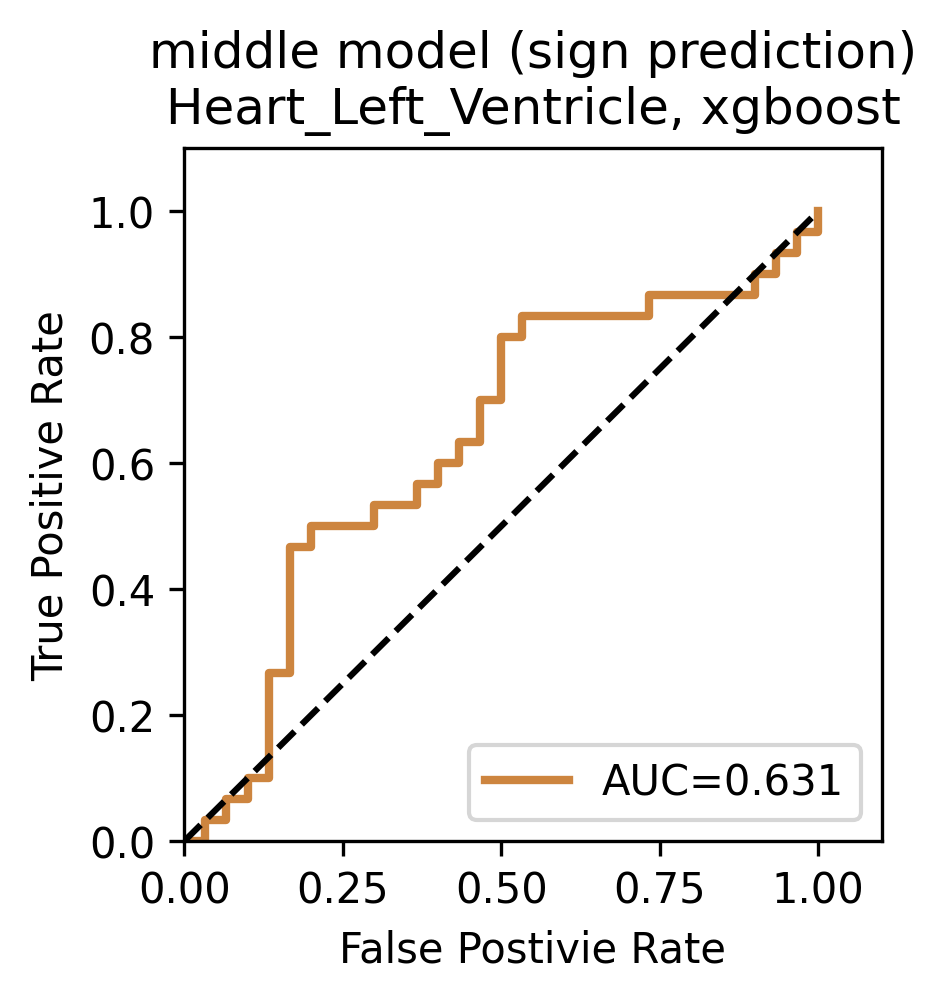 middle model (sign prediction)
Heart_Left_Ventricle, xgboost
True Positive Rate
1.0
0.8
0.6
0.4
0.2
0.0
AUC=0.631
0.00 0.25 0.50 0.75 1.00
False Postivie Rate